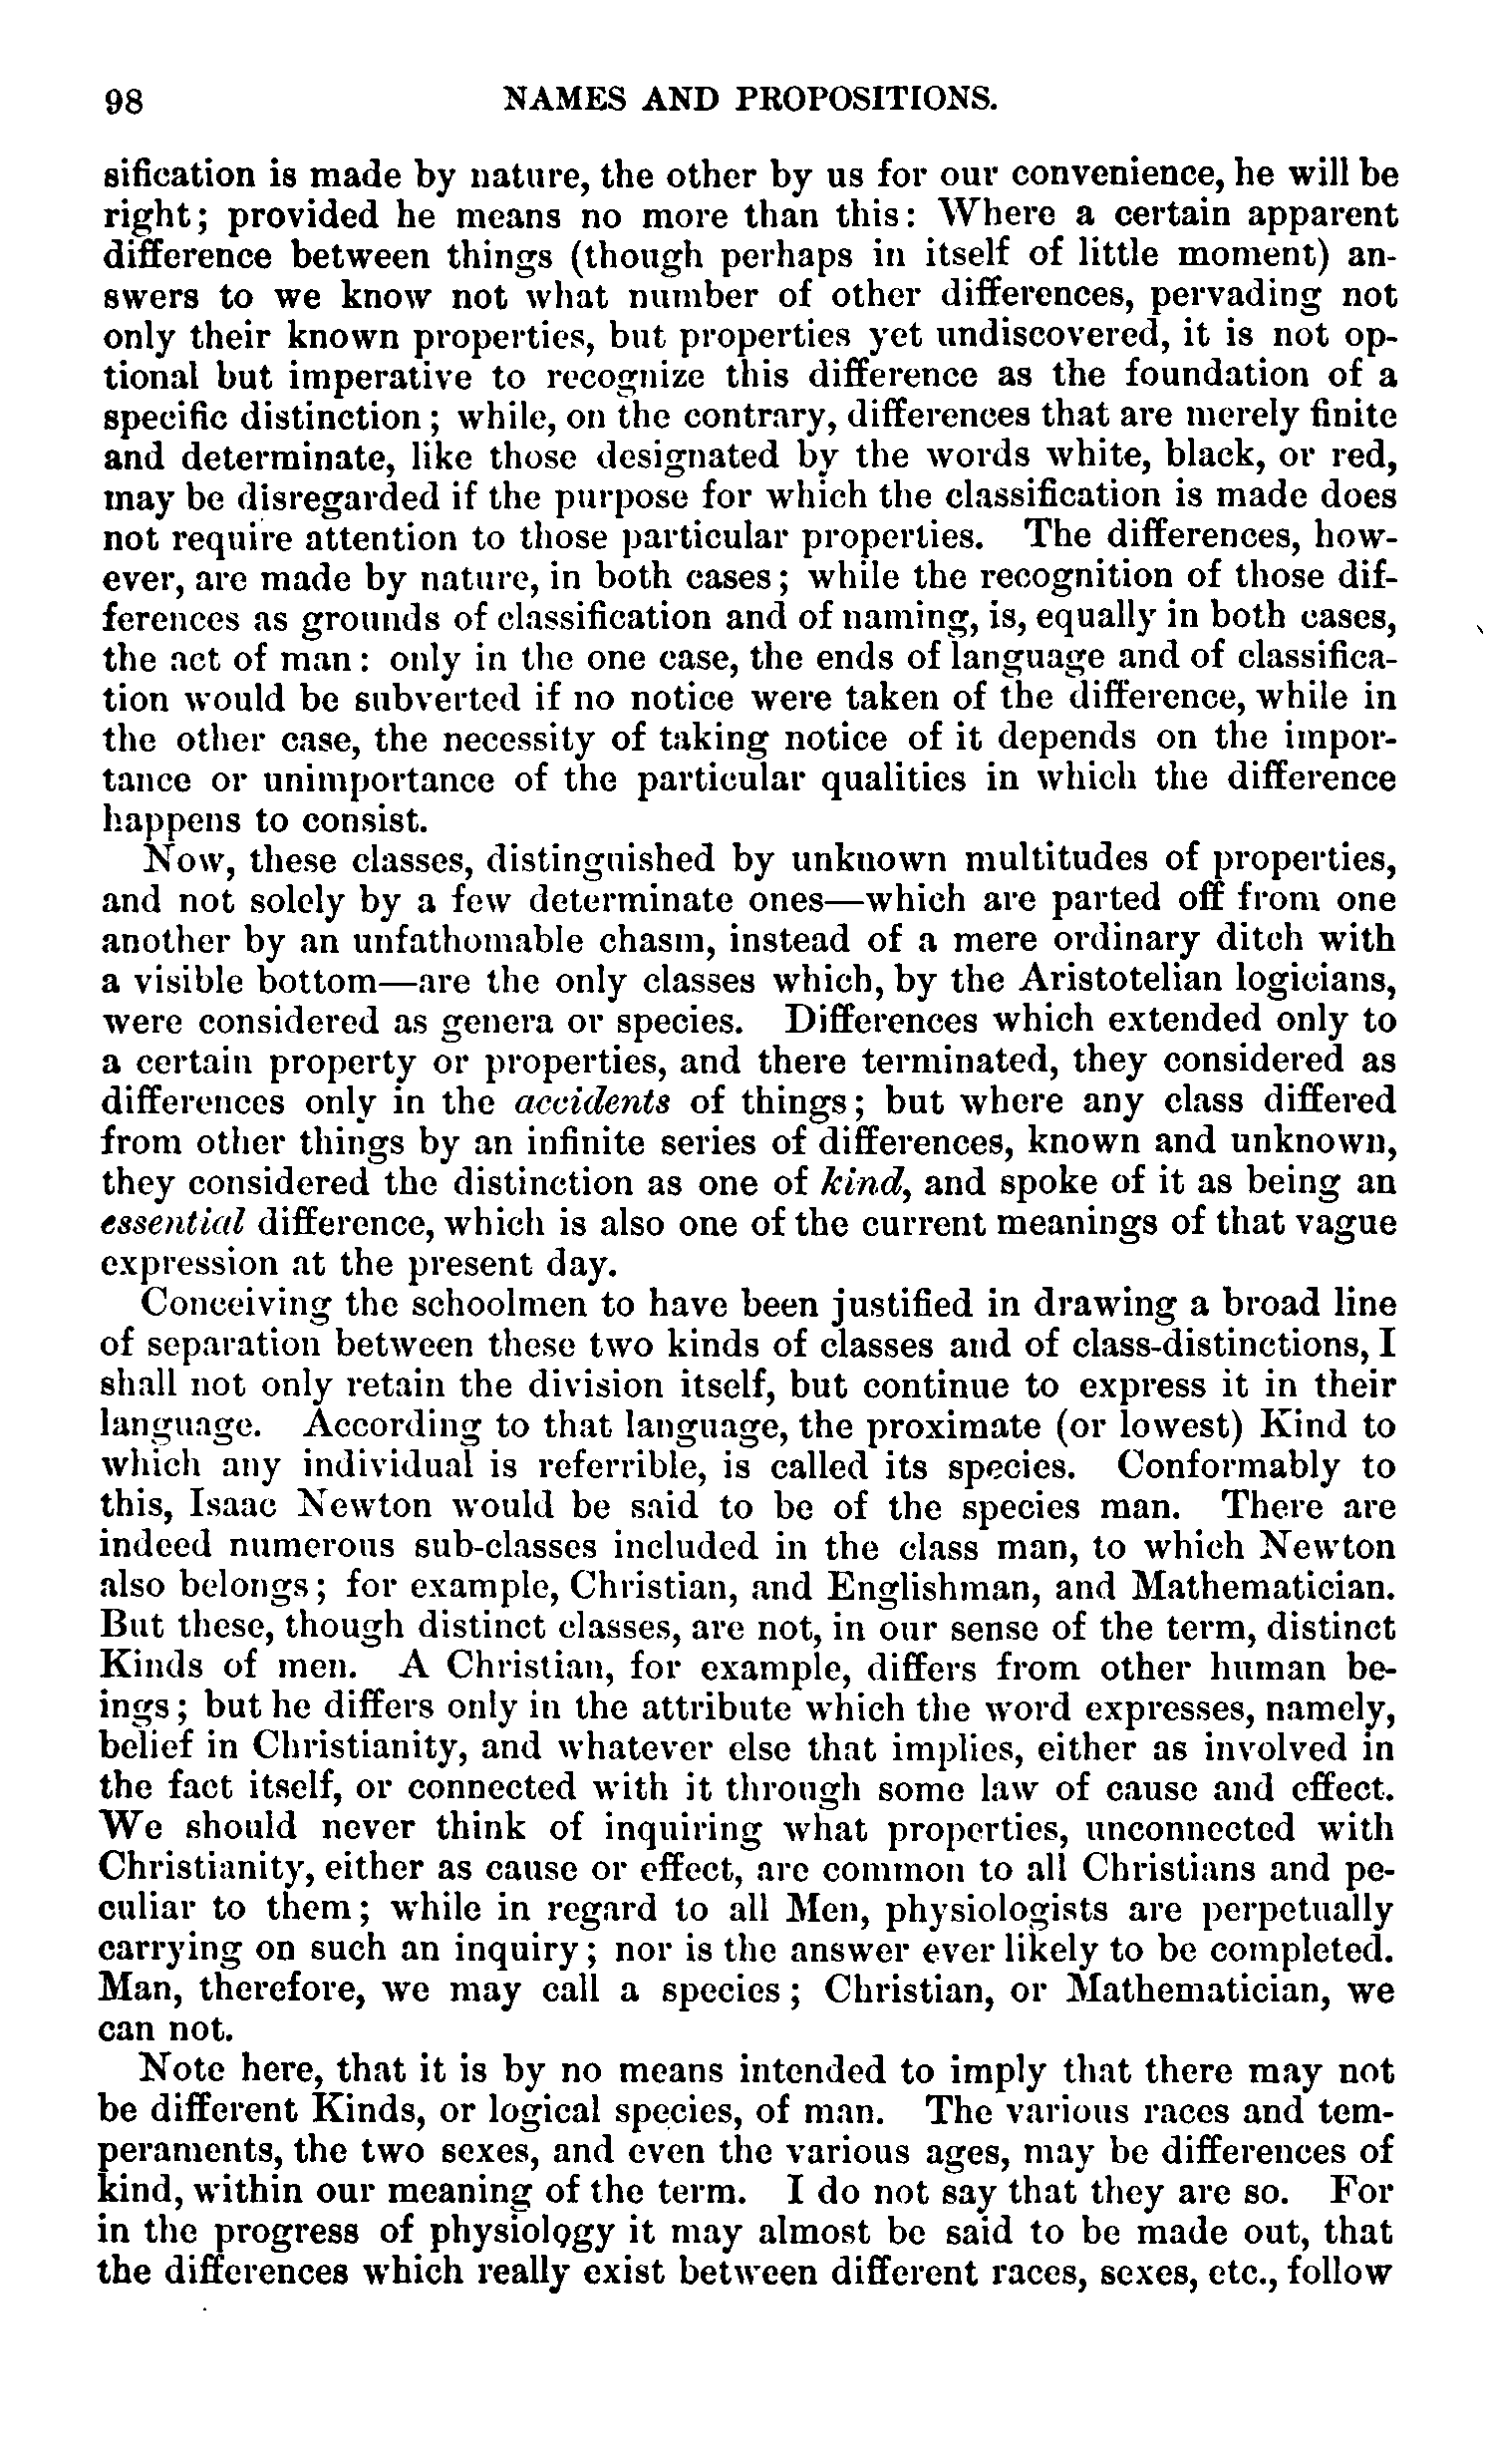 98 NAMES AND PROPOSITIONS.
sification is made by nature, the other by us for our convenience, he will be
right; provided he means no more than this: Where a certain apparent
difference between things (though perhaps in itself of little moment) an-
swers to we know not what number of other differences, pervading not
only their known properties, but properties yet undiscovered, it is not op-
tional but imperative to recognize this difference as the foundation of a
specific distinction; while, on the contrary, differences that are merely finite
and determinate, like those designated by the words white, black, or red,
may be disregarded if the purpose for which the classification is made does
not require attention to those particular properties. The differences, how-
ever, are made by nature, in both cases; while the recognition of those dif-
ferences as grounds of classification and of naming, is, equally in both cases,
the act of man: only in the one case, the ends of language and of classifica-
tion would be subverted if no notice were taken of the difference, while in
the other case, the necessity of taking notice of it depends on the impor-
tance or unimportance of the particular qualities in which the difference
happens to consist.
Now, these classes, distinguished by unknown multitudes of properties,
and not solely by a few determinate ones—which are parted off from one
another by an unfathomable chasm, instead of a mere ordinary ditch with
a visible bottom—are the only classes which, by the Aristotelian logicians,
were considered as genera or species. Differences which extended only to
a certain property or properties, and there terminated, they considered as
differences only in the accidents of things; but where any class differed
from other things by an infinite series of differences, known and unknown,
they considered the distinction as one of kind, and spoke of it as being an
essential difference, which is also one of the current meanings of that vague
expression at the present day.
Conceiving the schoolmen to have been justified in drawing a broad line
of separation between these two kinds of classes and of class-distinctions, I
shall not only retain the division itself, but continue to express it in their
language. According to that language, the proximate (or lowest) Kind to
which any individual is referrible, is called its species. Conformably to
this, Isaac Newton would be said to be of the species man. There are
indeed numerous sub-classes included in the class man, to which Newton
also belongs; for example, Christian, and Englishman, and Mathematician.
But these, though distinct classes, are not, in our sense of the term, distinct
Kinds of men. A Christian, for example, differs from other human be-
ings; but he differs only in the attribute which the word expresses, namely,
belief in Christianity, and whatever else that implies, either as involved in
the fact itself, or connected with it through some law of cause and effect.
We should never think of inquiring what properties, unconnected with
Christianity, either as cause or effect, are common to all Christians and pe-
culiar to them; while in regard to all Men, physiologists are perpetually
carrying on such an inquiry; nor is the answer ever likely to be completed.
Man, therefore, we may call a species; Christian, or Mathematician, we
can not.
Note here, that it is by no means intended to imply that there may not
be different Kinds, or logical species, of man. The various races and tem-
peraments, the two sexes, and even the various ages, may be differences of
kind, within our meaning of the term. I do not say that they are so. For
in the progress of physiology it may almost be said to be made out, that
the differences which really exist between different races, sexes, etc., follow